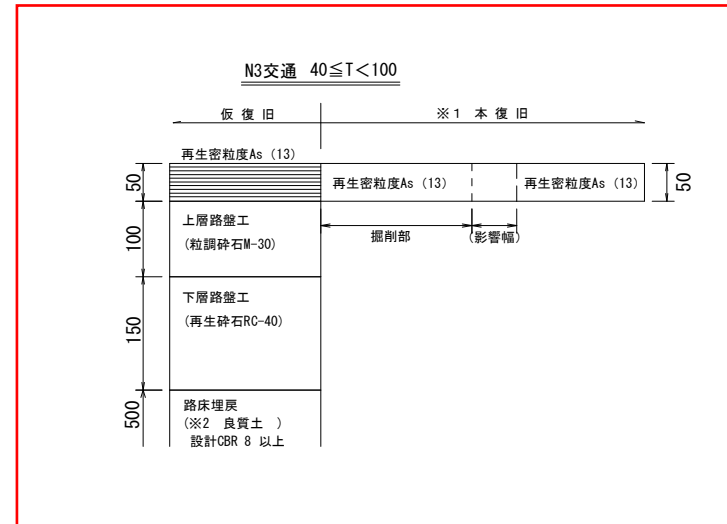 N3交通 40≦T＜100
仮 復 旧
※1 本 復 旧
再生密粒度As (13)
50
再生密粒度As (13)
再生密粒度As (13)
50
100
上層路盤工
(粒調砕石M-30)
掘削部
(影響幅)
150
下層路盤工
(再生砕石RC-40)
500
路床埋戻
(※2 良質土 )
設計CBR 8 以上